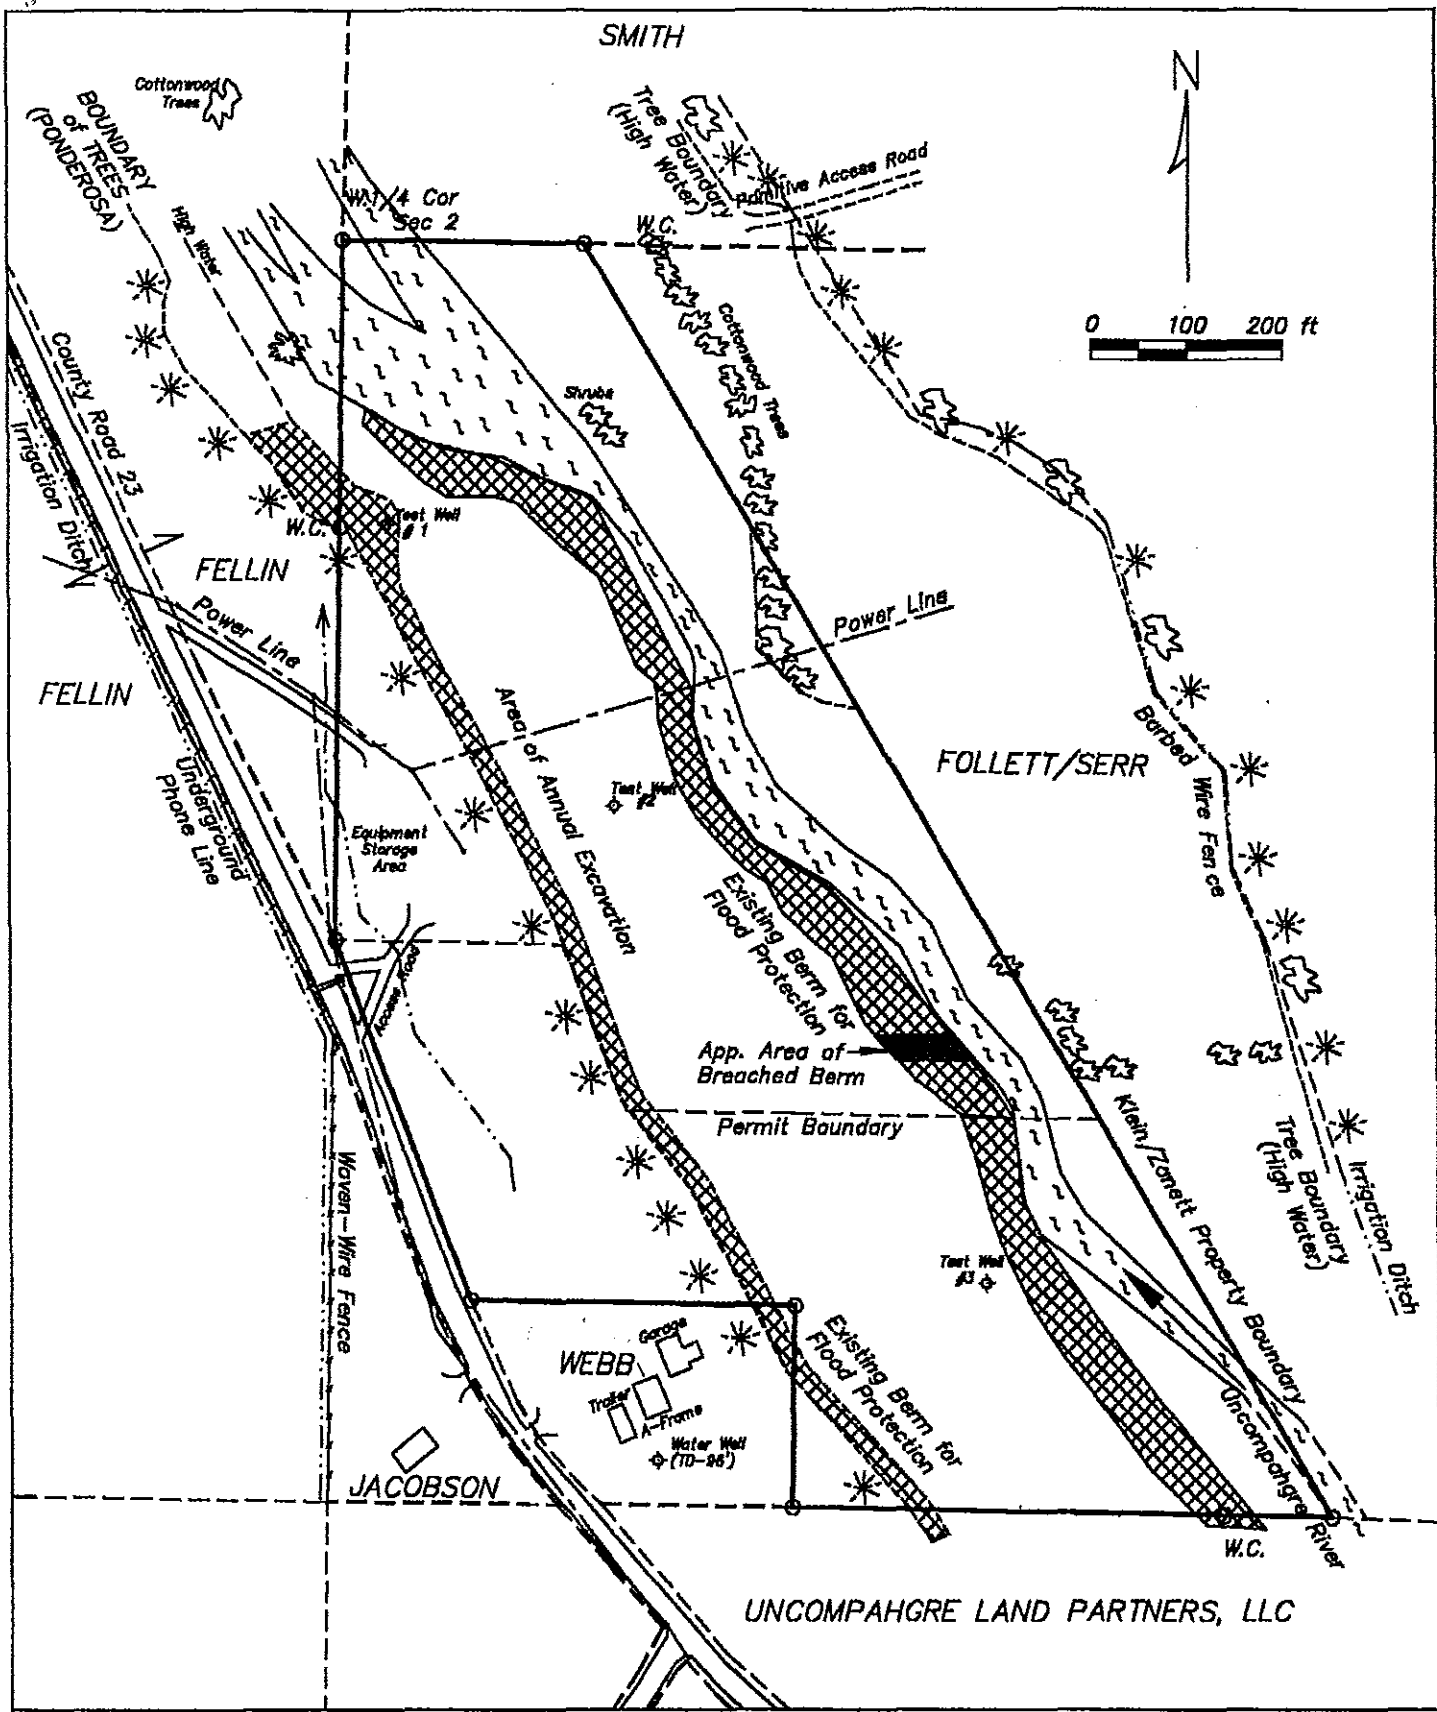 SMITH
N
Cottonwood
Trees
BOUNDARY
of TREES
(PONDEROSA)
Tree Boundary
(High Water)
Primitive Access Road
High Water
W.1/4 Cor
Sec 2
W.C.
0 100 200 ft
County Road 23
Irrigation Ditch
Cottonwood Trees
Shrubs
W.C.
Test Well
#1
FELLIN
Power Line
Power Line
FELLIN
Area of Annual Excavation
FOLLETT/SERR
Barbed Wire Fence
Underground
Phone Line
Test Well
#2
Equipment
Storage
Area
Existing Berm for
Flood Protection
Access Road
App. Area of
Breached Berm
Permit Boundary
Klein/Zanett Property Boundary
Tree Boundary
(High Water)
Irrigation Ditch
Waven-Wire Fence
Test Well
#3
Garage
WEBB
Trailer
A-Frame
Existing Berm for
Flood Protection
Water Well
(TD-96')
Uncompahgre River
JACOBSON
W.C.
UNCOMPAHGRE LAND PARTNERS, LLC